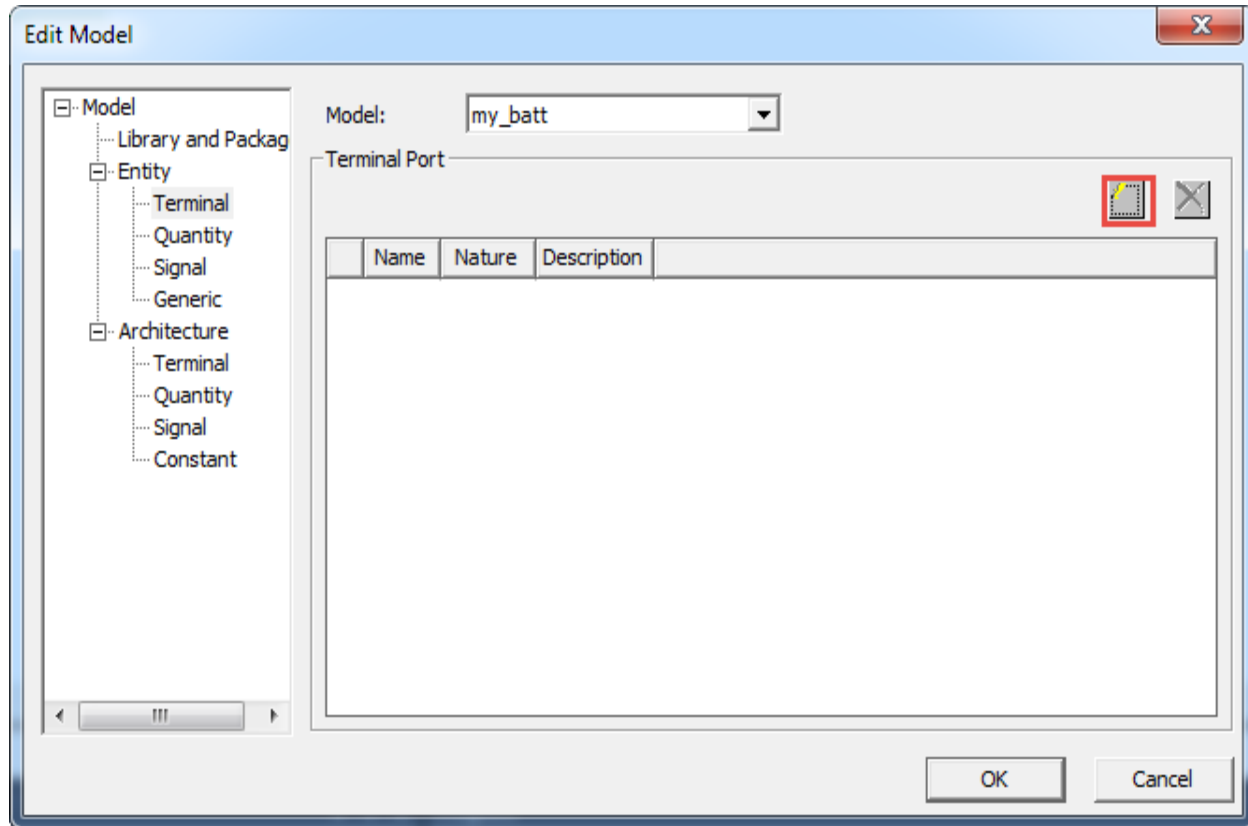 Edit Model
Model
Library and Packag
Entity
Terminal
Quantity
Signal
Generic
Architecture
Terminal
Quantity
Signal
Constant
Model: my_batt
Terminal Port
Name Nature Description
OK Cancel